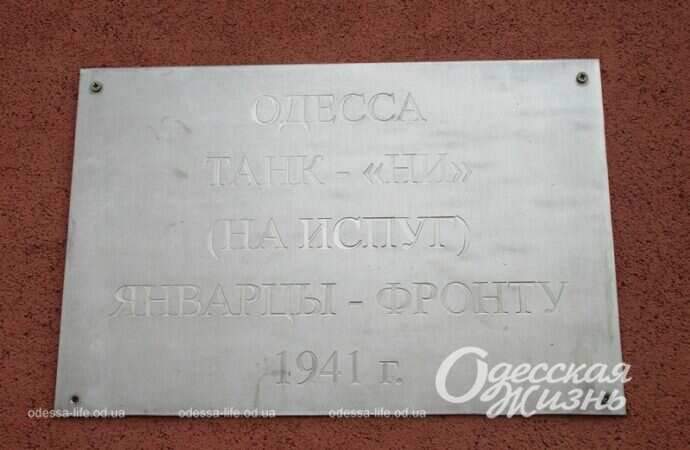 ОДЕССА
ТАНК - «НИ»
(НА ИСПУГ)
ЯНВАРЦЫ - ФРОНТУ
1941 г.
Одесская
Жизнь
odessa-life.od.ua odessa-life.od.ua odessa-life.od.ua